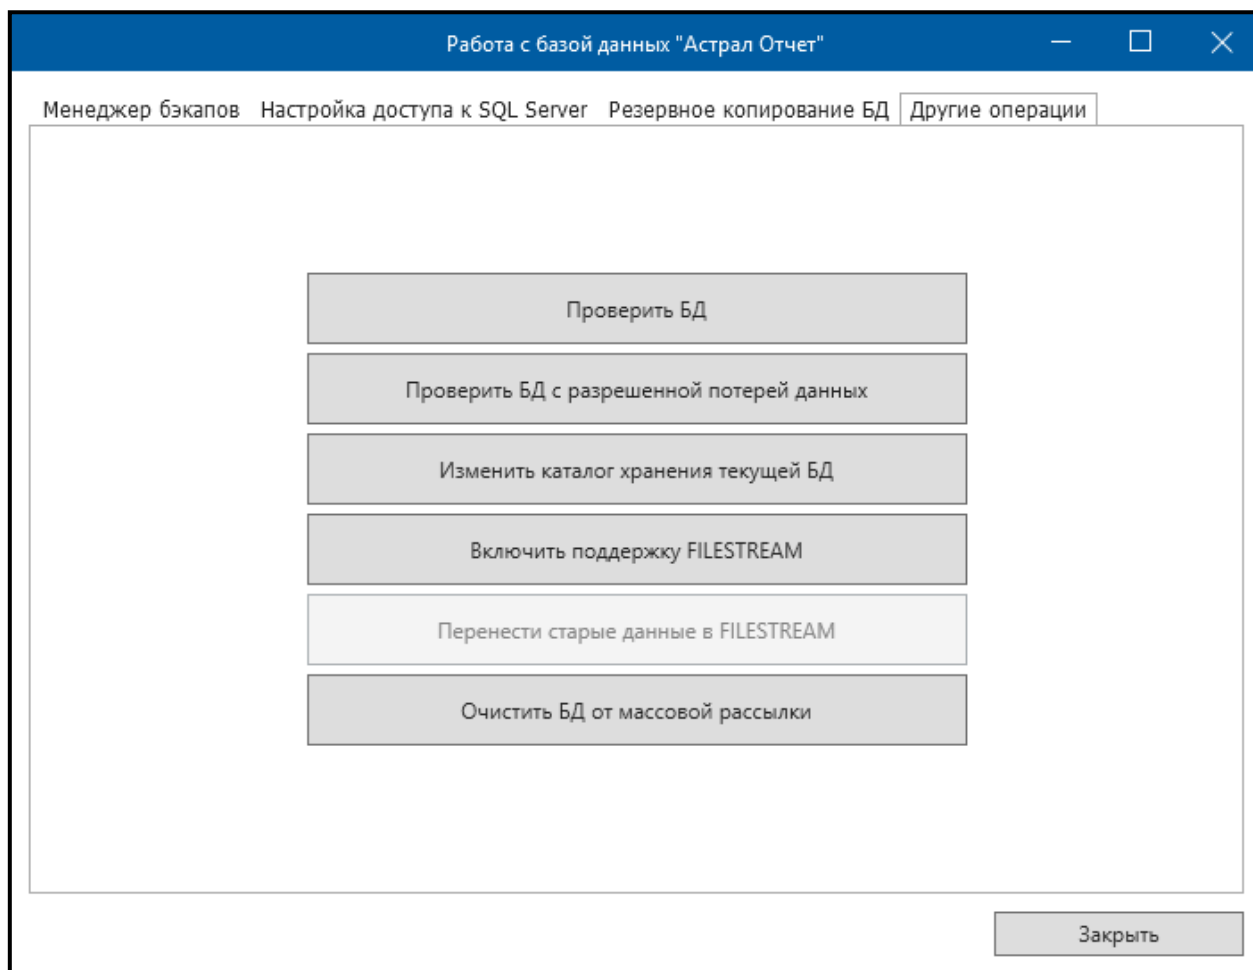 Работа с базой данных "Астрал Отчет"
Менеджер бэкапов Настройка доступа к SQL Server Резервное копирование БД Другие операции
Проверить БД
Проверить БД с разрешенной потерей данных
Изменить каталог хранения текущей БД
Включить поддержку FILESTREAM
Перенести старые данные в FILESTREAM
Очистить БД от массовой рассылки
Закрыть